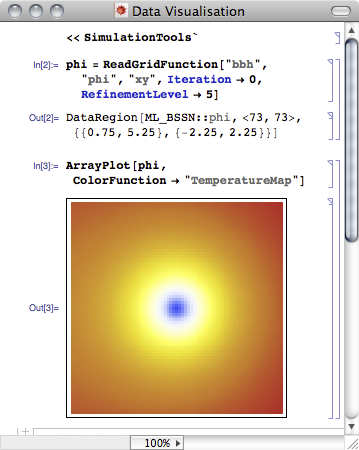 Data Visualisation
<< SimulationTools`
In[2]:= phi = ReadGridFunction["bbh",
"phi", "xy", Iteration → 0,
RefinementLevel → 5]
Out[2]= DataRegion[ML_BSSN::phi, <73, 73>,
{{0.75, 5.25}, {-2.25, 2.25}}]
In[3]:= ArrayPlot[phi,
ColorFunction → "TemperatureMap"]
Out[3]=
100%